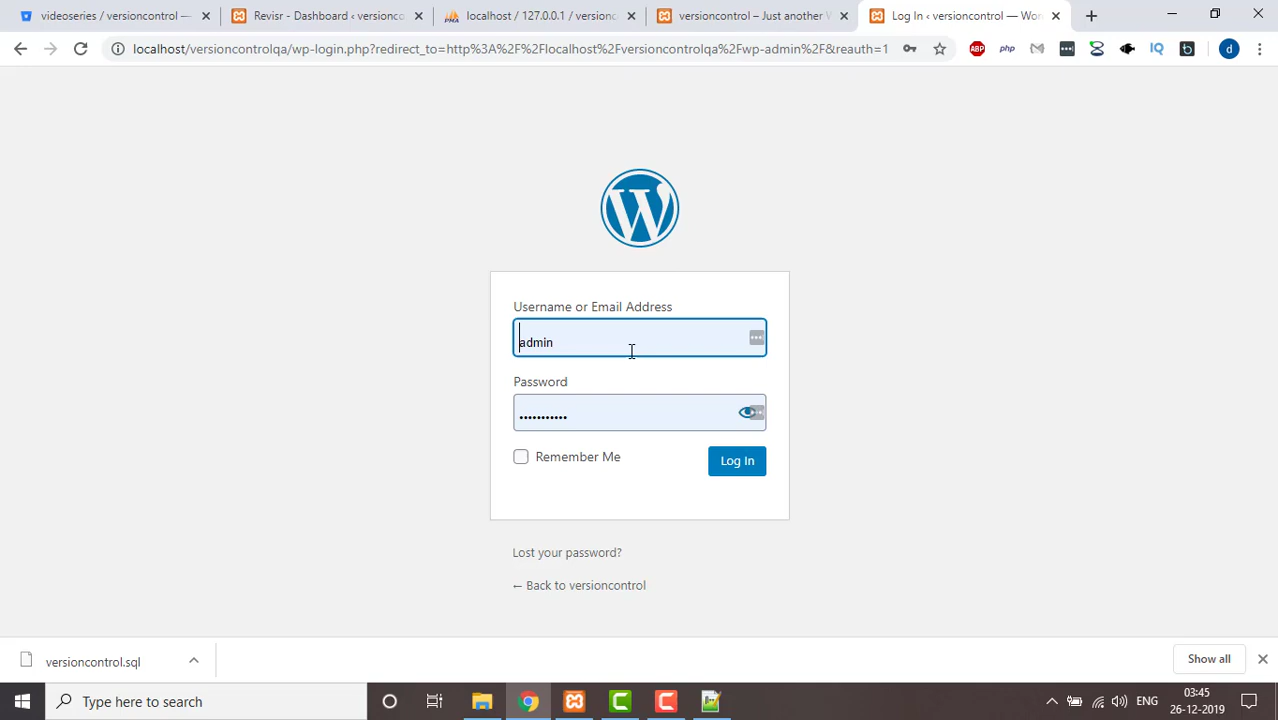 videoseries / versioncontrol —
Revisr - Dashboard ‹ versionco
localhost / 127.0.0.1 / versionc
versioncontrol – Just another W
Log In ‹ versioncontrol — Wor
localhost/versioncontrolqa/wp-login.php?redirect_to=http%3A%2F%2Flocalhost%2Fversioncontrolqa%2Fwp-admin%2F&reauth=1
ABP
php
IQ
d
Username or Email Address
admin
Password
•••••••••••
Remember Me
Log In
Lost your password?
← Back to versioncontrol
versioncontrol.sql
Show all
Type here to search
ENG
03:45
26-12-2019